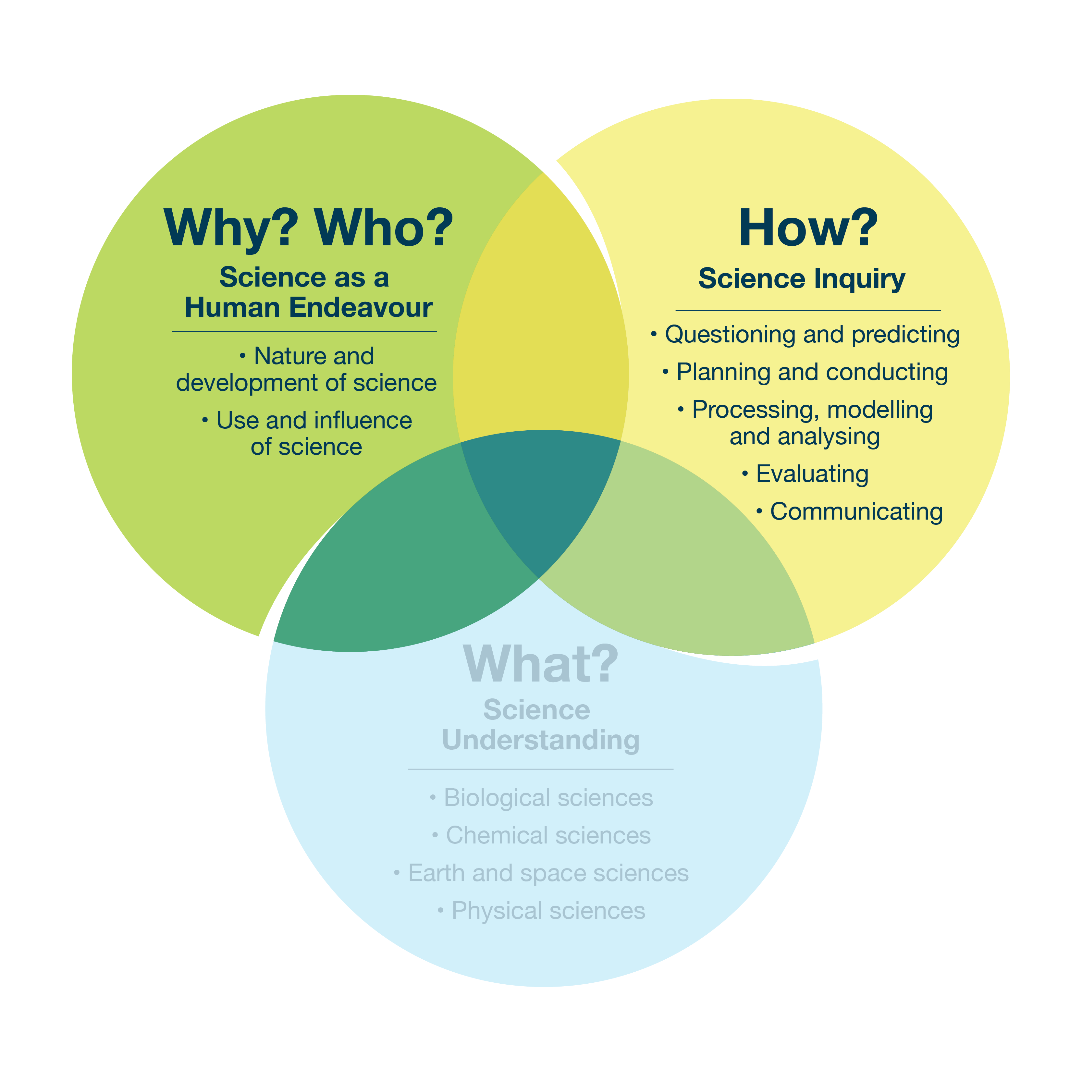 Why? Who?
Science as a
Human Endeavour
• Nature and
development of science
• Use and influence
of science
How?
Science Inquiry
• Questioning and predicting
• Planning and conducting
• Processing, modelling
and analysing
• Evaluating
• Communicating
What?
Science
Understanding
• Biological sciences
• Chemical sciences
• Earth and space sciences
• Physical sciences